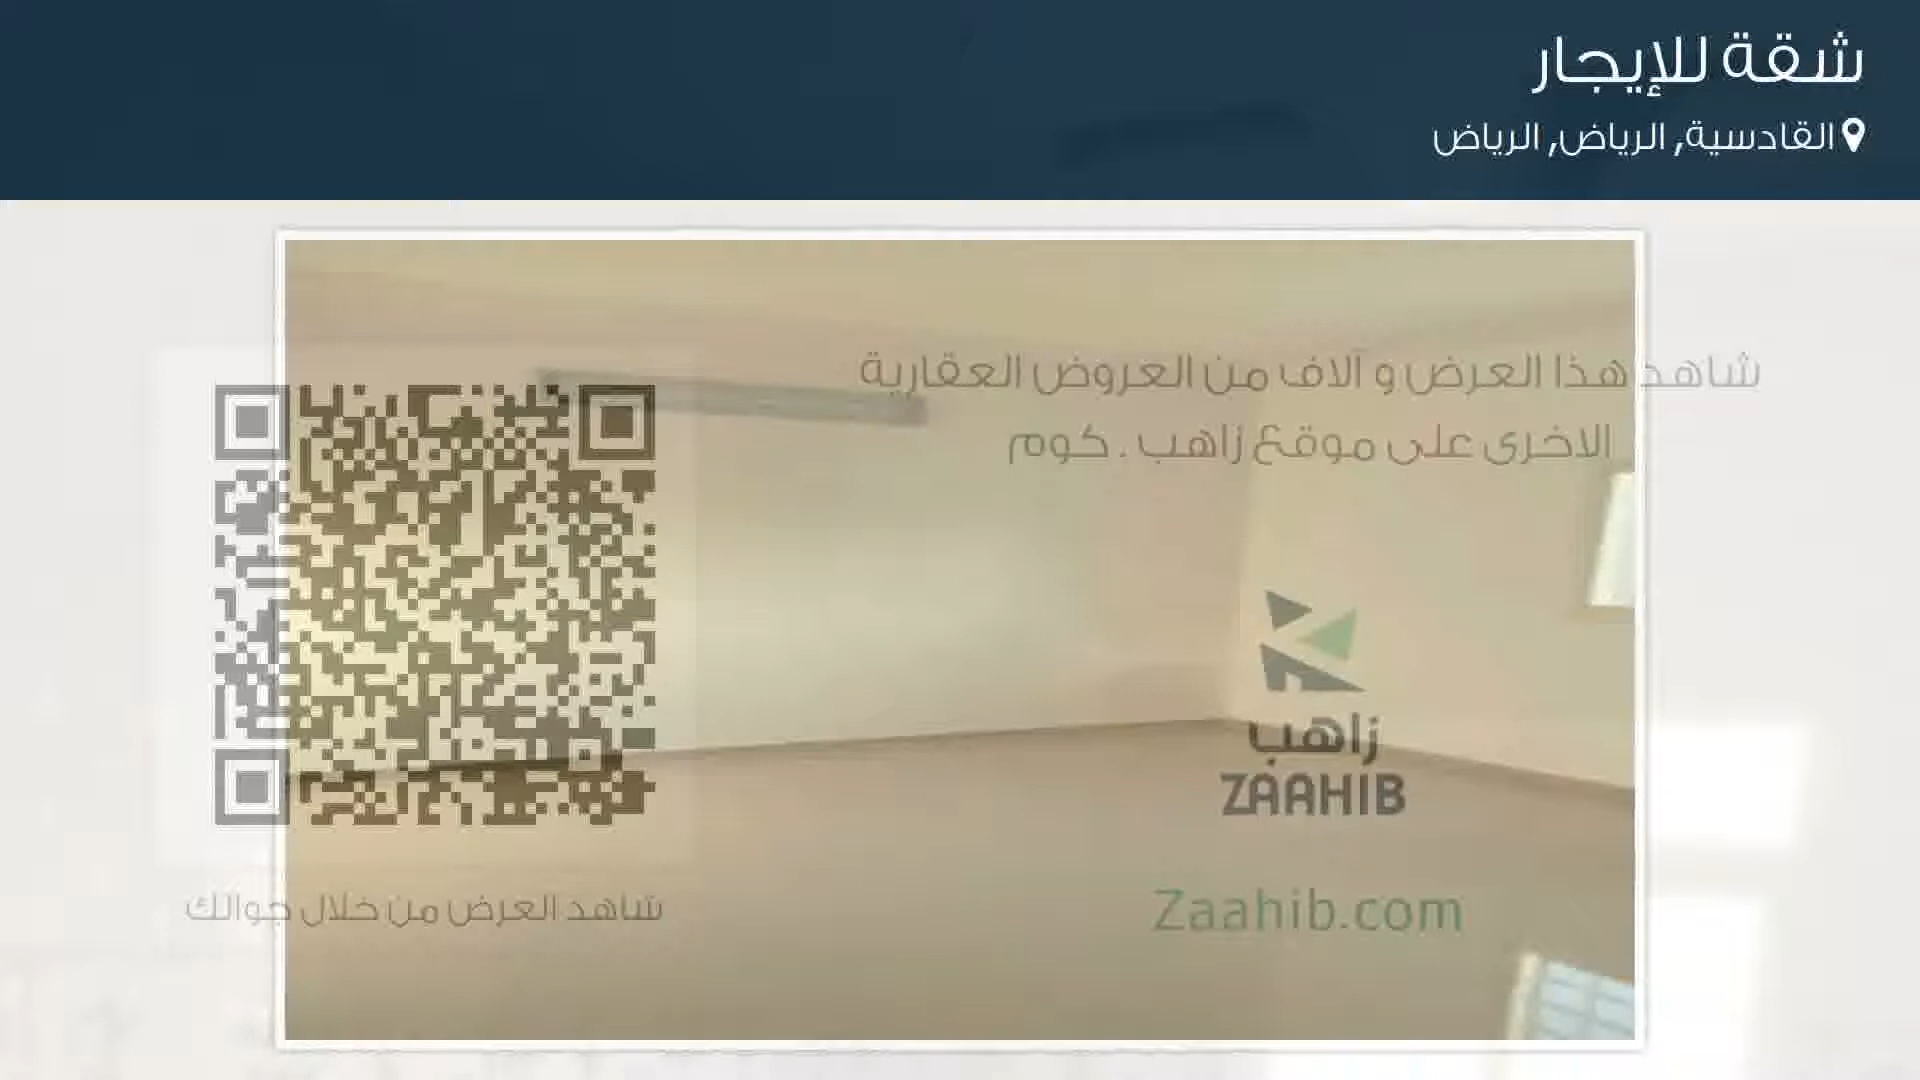 شقة للإيجار
القادسية, الرياض, الرياض
شاهد هذا العرض و آلاف من العروض العقارية
الاخرى على موقع زاهب . كوم
زاهب
ZAAHIB
Zaahib.com
شاهد العرض من خلال جوالك